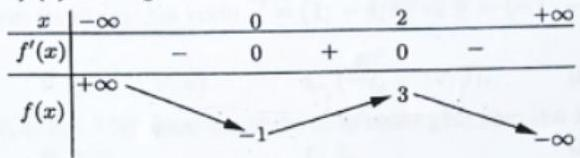 x −∞ 0 2 +∞
f'(x) − 0 + 0 −
+∞ 3
f(x)
−1 −∞